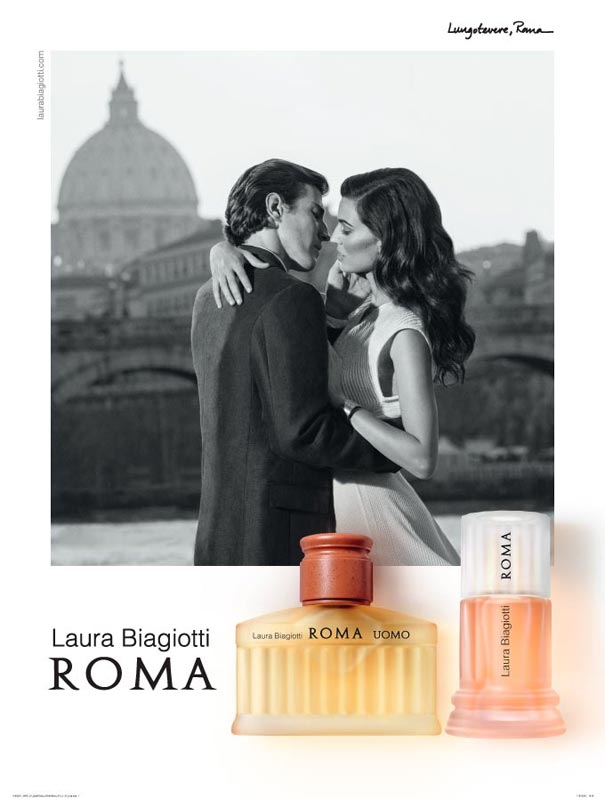 Lungotevere, Roma
laurabiagiotti.com
Laura Biagiotti
ROMA
Laura Biagiotti ROMA UOMO
ROMA
Laura Biagiotti